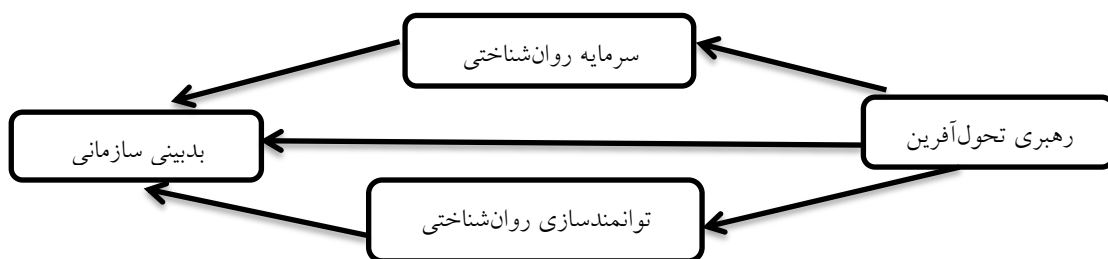 سرمایه روان‌شناختی
رهبری تحول‌آفرین
بدبینی سازمانی
توانمندسازی روان‌شناختی